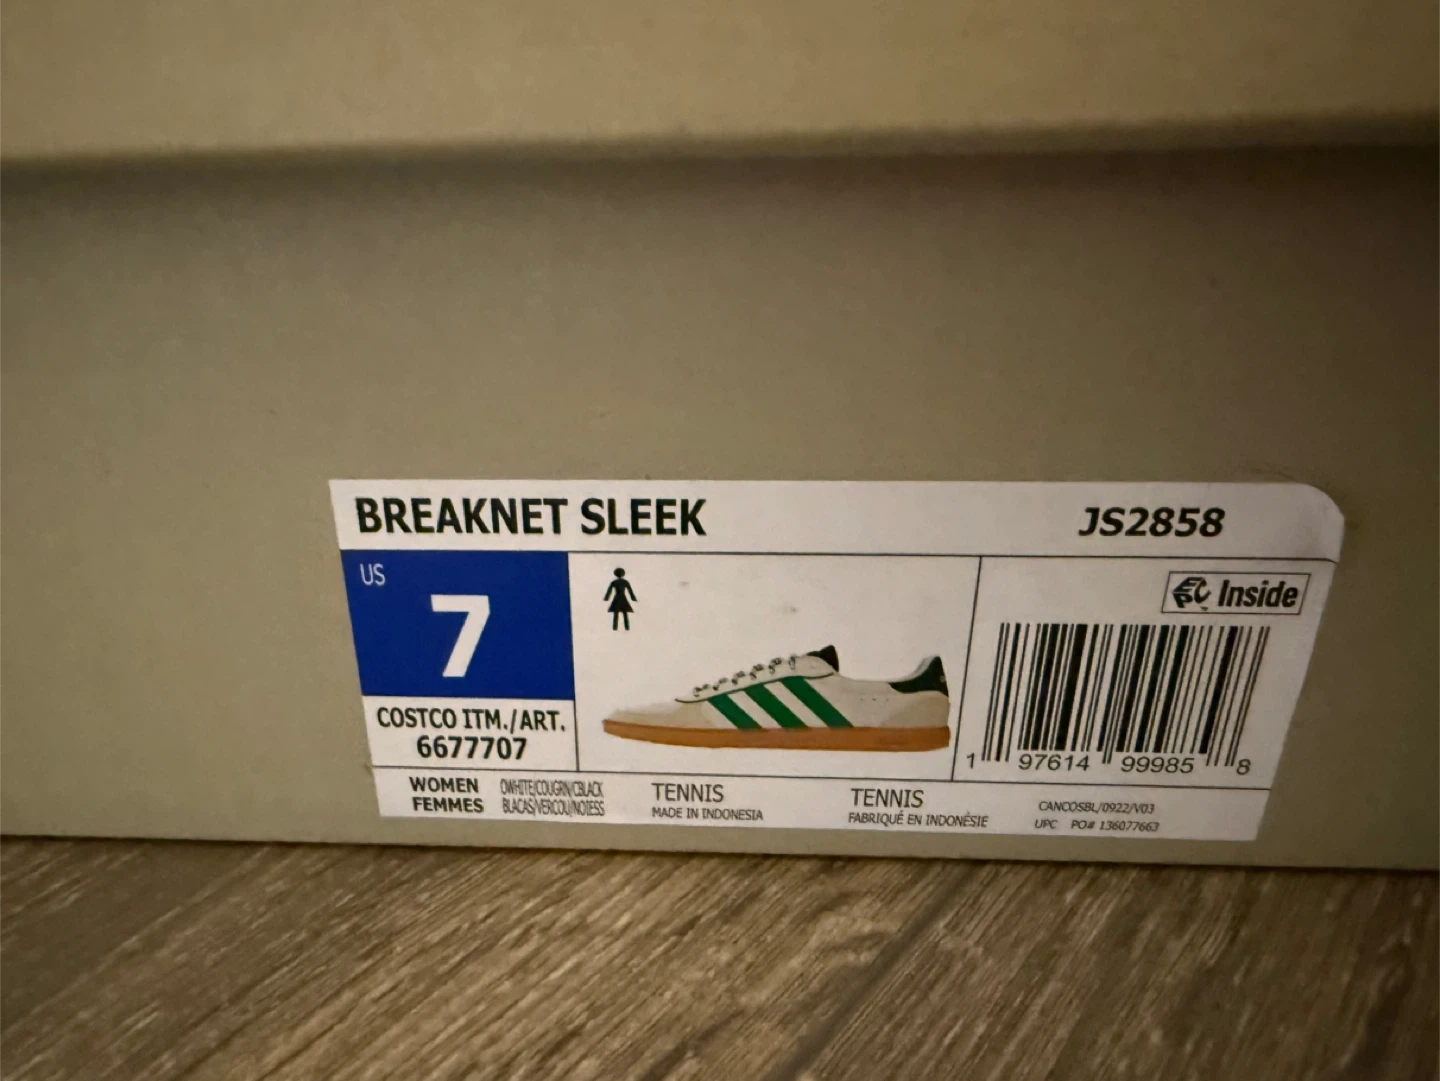 BREAKNET SLEEK
JS2858
US
7
COSTCO ITM./ART.
6677707
EPC Inside
1 97614 99985 8
WOMEN
FEMMES
OWHITE/COUGRN/CBLACK
BLACAS/VERCOU/NOIESS
TENNIS
MADE IN INDONESIA
TENNIS
FABRIQUÉ EN INDONÉSIE
CANCOSBL/0922/V03
UPC PO# 136077663